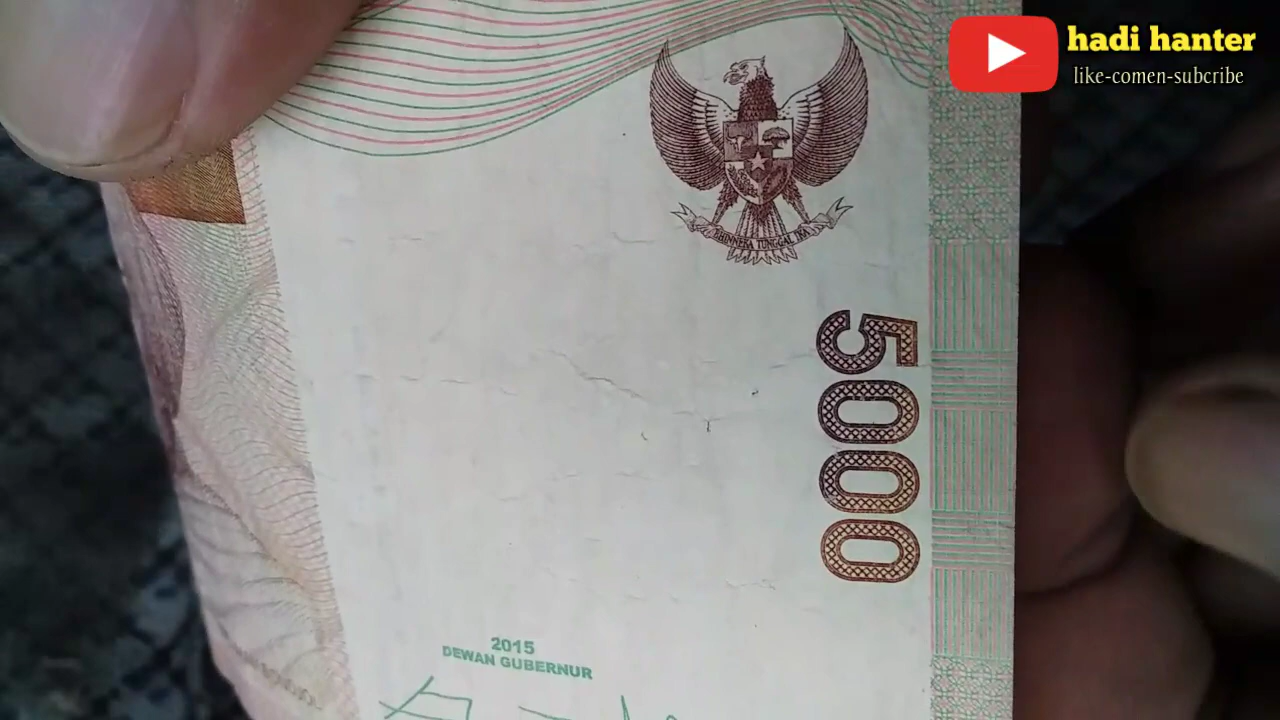 hadi hanter
like-comen-subcribe
BHINNEKA TUNGGAL IKA
5000
2015
DEWAN GUBERNUR